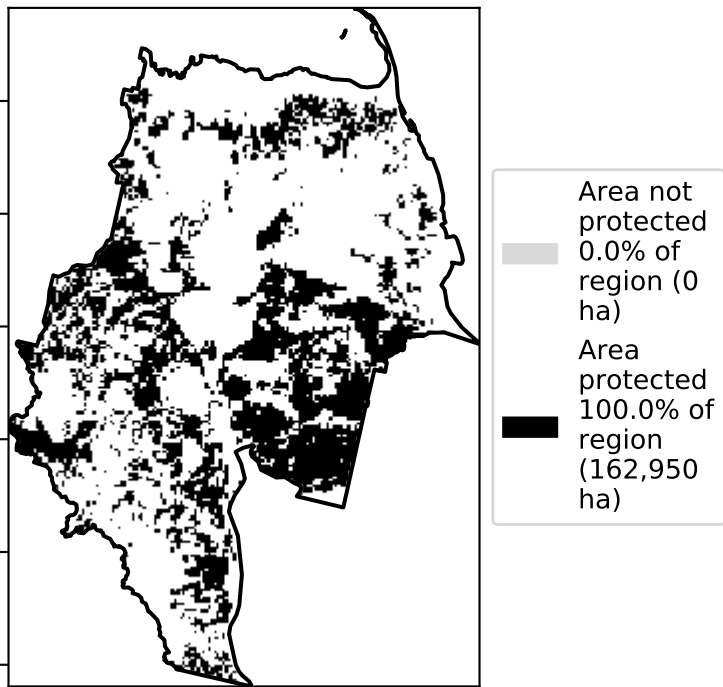 Area not
protected
0.0% of
region (0
ha)
Area
protected
100.0% of
region
(162,950
ha)